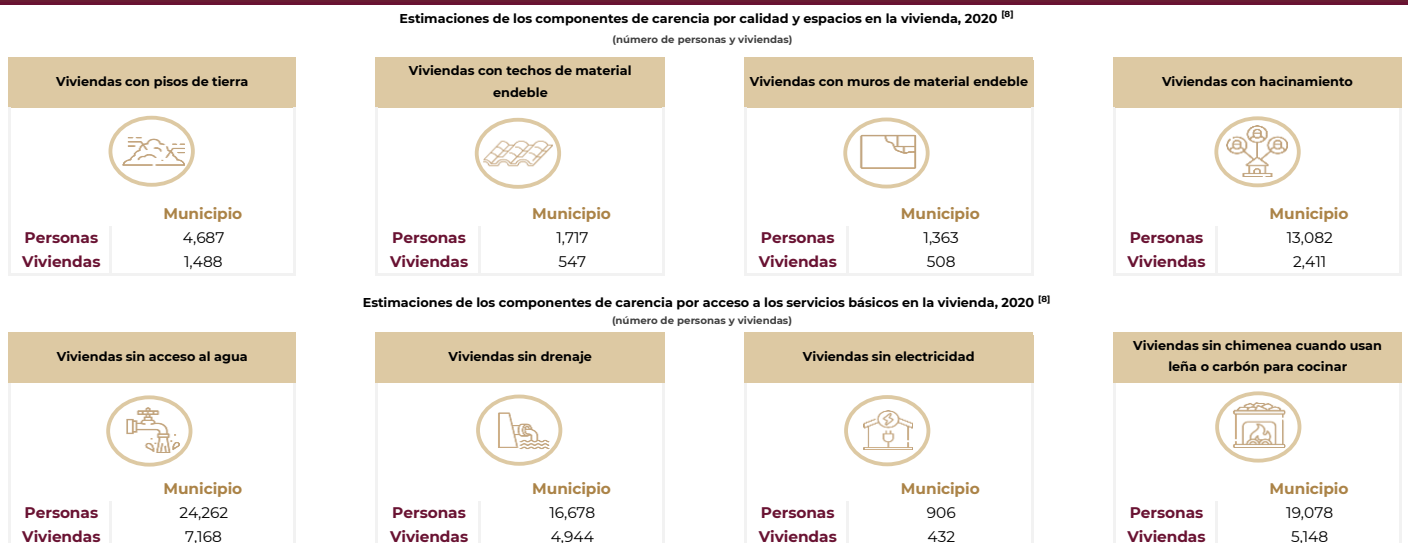 Estimaciones de los componentes de carencia por calidad y espacios en la vivienda, 2020 [8]
(número de personas y viviendas)
Viviendas con pisos de tierra
Municipio
Personas 4,687
Viviendas 1,488
Viviendas con techos de material
endeble
Municipio
Personas 1,717
Viviendas 547
Viviendas con muros de material endeble
Municipio
Personas 1,363
Viviendas 508
Viviendas con hacinamiento
Municipio
Personas 13,082
Viviendas 2,411
Estimaciones de los componentes de carencia por acceso a los servicios básicos en la vivienda, 2020 [8]
(número de personas y viviendas)
Viviendas sin acceso al agua
Municipio
Personas 24,262
Viviendas 7,168
Viviendas sin drenaje
Municipio
Personas 16,678
Viviendas 4,944
Viviendas sin electricidad
Municipio
Personas 906
Viviendas 432
Viviendas sin chimenea cuando usan
leña o carbón para cocinar
Municipio
Personas 19,078
Viviendas 5,148